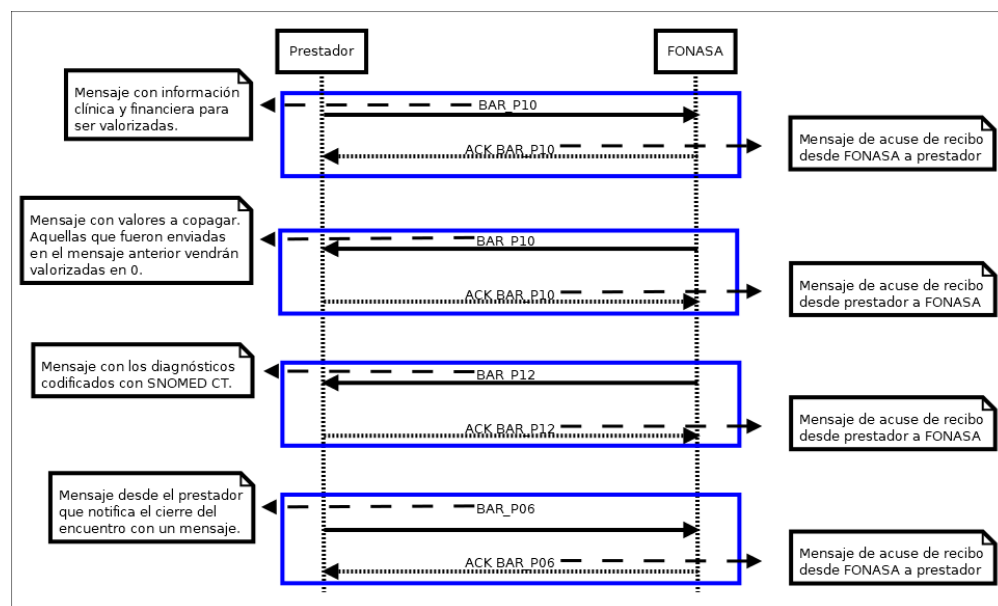 Prestador
FONASA
Mensaje con información
clínica y financiera para
ser valorizadas.
BAR_P10
ACK BAR_P10
Mensaje de acuse de recibo
desde FONASA a prestador
Mensaje con valores a copagar.
Aquellas que fueron enviadas
en el mensaje anterior vendrán
valorizadas en 0.
BAR_P10
ACK BAR_P10
Mensaje de acuse de recibo
desde prestador a FONASA
Mensaje con los diagnósticos
codificados con SNOMED CT.
BAR_P12
ACK BAR_P12
Mensaje de acuse de recibo
desde prestador a FONASA
Mensaje desde el prestador
que notifica el cierre del
encuentro con un mensaje.
BAR_P06
ACK BAR_P06
Mensaje de acuse de recibo
desde FONASA a prestador